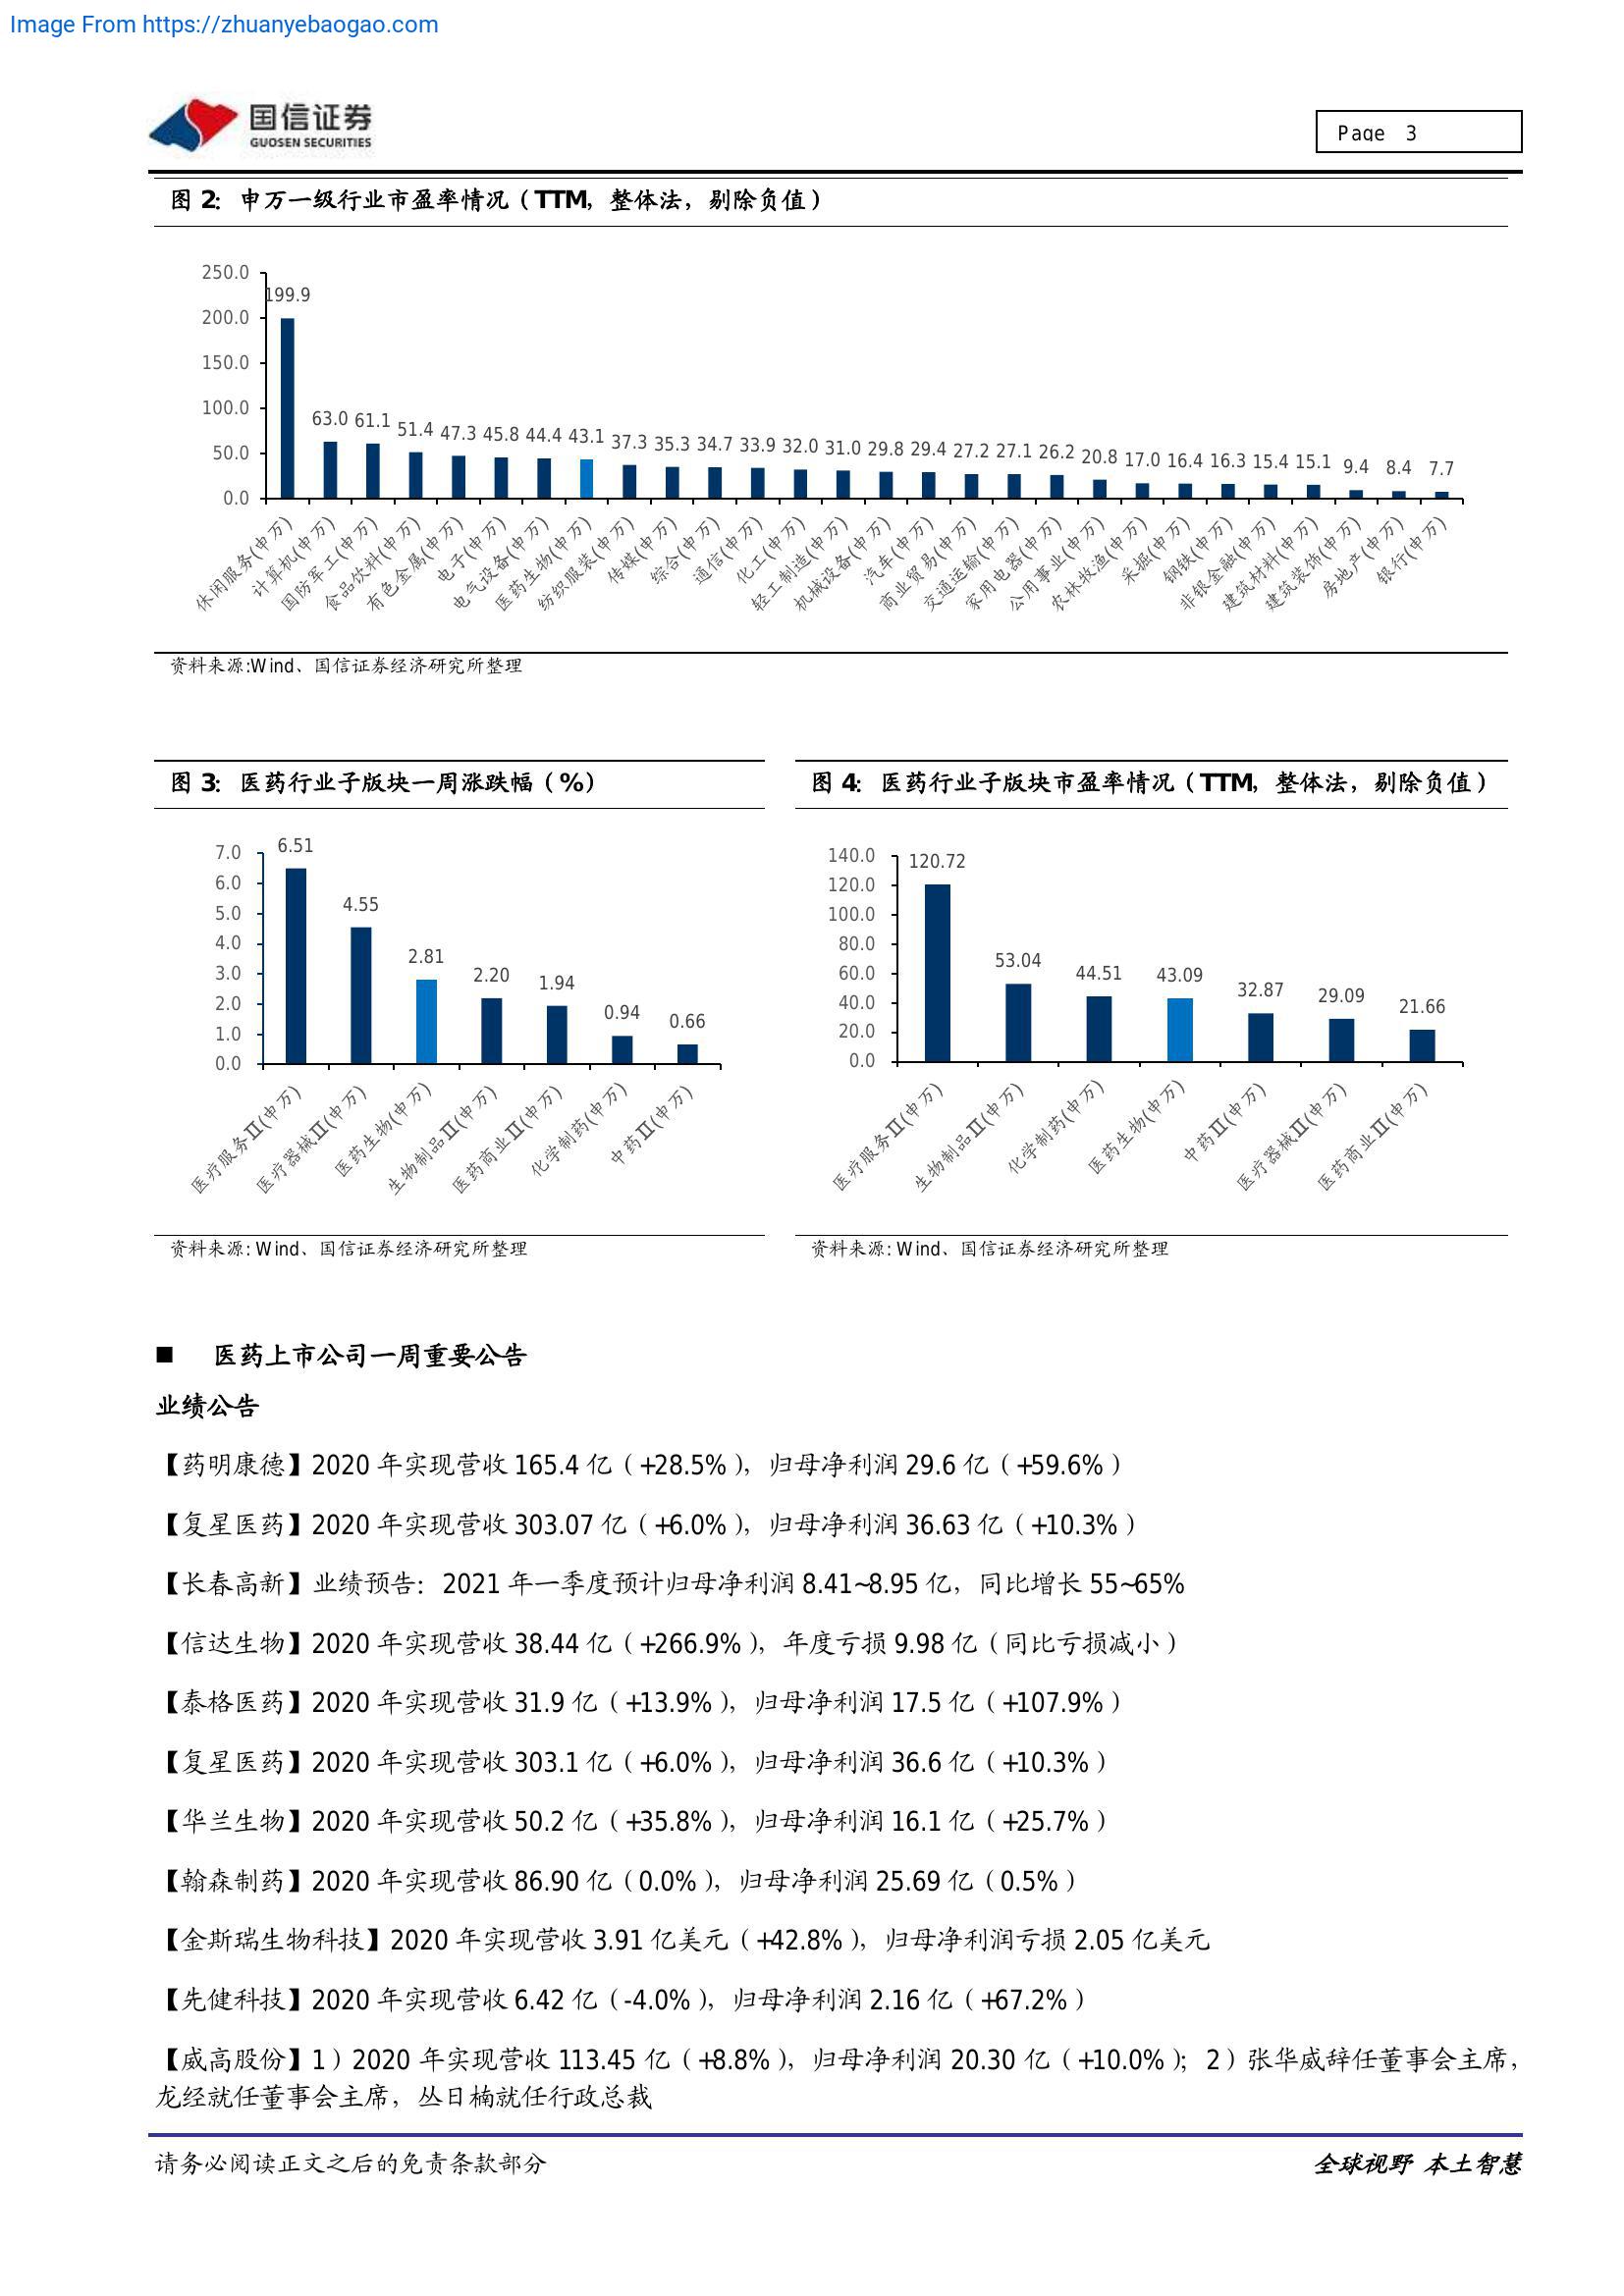 Image From https://zhuanyebaogao.com
国信证券
GUOSEN SECURITIES
Page 3
图 2：申万一级行业市盈率情况（TTM，整体法，剔除负值）
250.0
200.0
150.0
100.0
50.0
0.0
199.9 63.0 61.1 51.4 47.3 45.8 44.4 43.1 37.3 35.3 34.7 33.9 32.0 31.0 29.8 29.4 27.2 27.1 26.2 20.8 17.0 16.4 16.3 15.4 15.1 9.4 8.4 7.7
休闲服务(申万)
计算机(申万)
国防军工(申万)
食品饮料(申万)
有色金属(申万)
电子(申万)
电气设备(申万)
医药生物(申万)
纺织服装(申万)
传媒(申万)
综合(申万)
通信(申万)
化工(申万)
轻工制造(申万)
机械设备(申万)
汽车(申万)
商业贸易(申万)
交通运输(申万)
家用电器(申万)
公用事业(申万)
农林牧渔(申万)
采掘(申万)
钢铁(申万)
非银金融(申万)
建筑材料(申万)
建筑装饰(申万)
房地产(申万)
银行(申万)
资料来源:Wind、国信证券经济研究所整理
图 3：医药行业子版块一周涨跌幅（%）
7.0
6.0
5.0
4.0
3.0
2.0
1.0
0.0
6.51 4.55 2.81 2.20 1.94 0.94 0.66
医疗服务Ⅱ(申万)
医疗器械Ⅱ(申万)
医药生物(申万)
生物制品Ⅱ(申万)
医药商业Ⅱ(申万)
化学制药(申万)
中药Ⅱ(申万)
资料来源: Wind、国信证券经济研究所整理
图 4：医药行业子版块市盈率情况（TTM，整体法，剔除负值）
140.0
120.0
100.0
80.0
60.0
40.0
20.0
0.0
120.72 53.04 44.51 43.09 32.87 29.09 21.66
医疗服务Ⅱ(申万)
生物制品Ⅱ(申万)
化学制药(申万)
医药生物(申万)
中药Ⅱ(申万)
医疗器械Ⅱ(申万)
医药商业Ⅱ(申万)
资料来源: Wind、国信证券经济研究所整理
■ 医药上市公司一周重要公告
业绩公告
【药明康德】2020 年实现营收 165.4 亿（+28.5%），归母净利润 29.6 亿（+59.6%）
【复星医药】2020 年实现营收 303.07 亿（+6.0%），归母净利润 36.63 亿（+10.3%）
【长春高新】业绩预告：2021 年一季度预计归母净利润 8.41~8.95 亿，同比增长 55~65%
【信达生物】2020 年实现营收 38.44 亿（+266.9%），年度亏损 9.98 亿（同比亏损减小）
【泰格医药】2020 年实现营收 31.9 亿（+13.9%），归母净利润 17.5 亿（+107.9%）
【复星医药】2020 年实现营收 303.1 亿（+6.0%），归母净利润 36.6 亿（+10.3%）
【华兰生物】2020 年实现营收 50.2 亿（+35.8%），归母净利润 16.1 亿（+25.7%）
【翰森制药】2020 年实现营收 86.90 亿（0.0%），归母净利润 25.69 亿（0.5%）
【金斯瑞生物科技】2020 年实现营收 3.91 亿美元（+42.8%），归母净利润亏损 2.05 亿美元
【先健科技】2020 年实现营收 6.42 亿（-4.0%），归母净利润 2.16 亿（+67.2%）
【威高股份】1）2020 年实现营收 113.45 亿（+8.8%），归母净利润 20.30 亿（+10.0%）；2）张华威辞任董事会主席，
龙经就任董事会主席，丛日楠就任行政总裁
请务必阅读正文之后的免责条款部分
全球视野 本土智慧